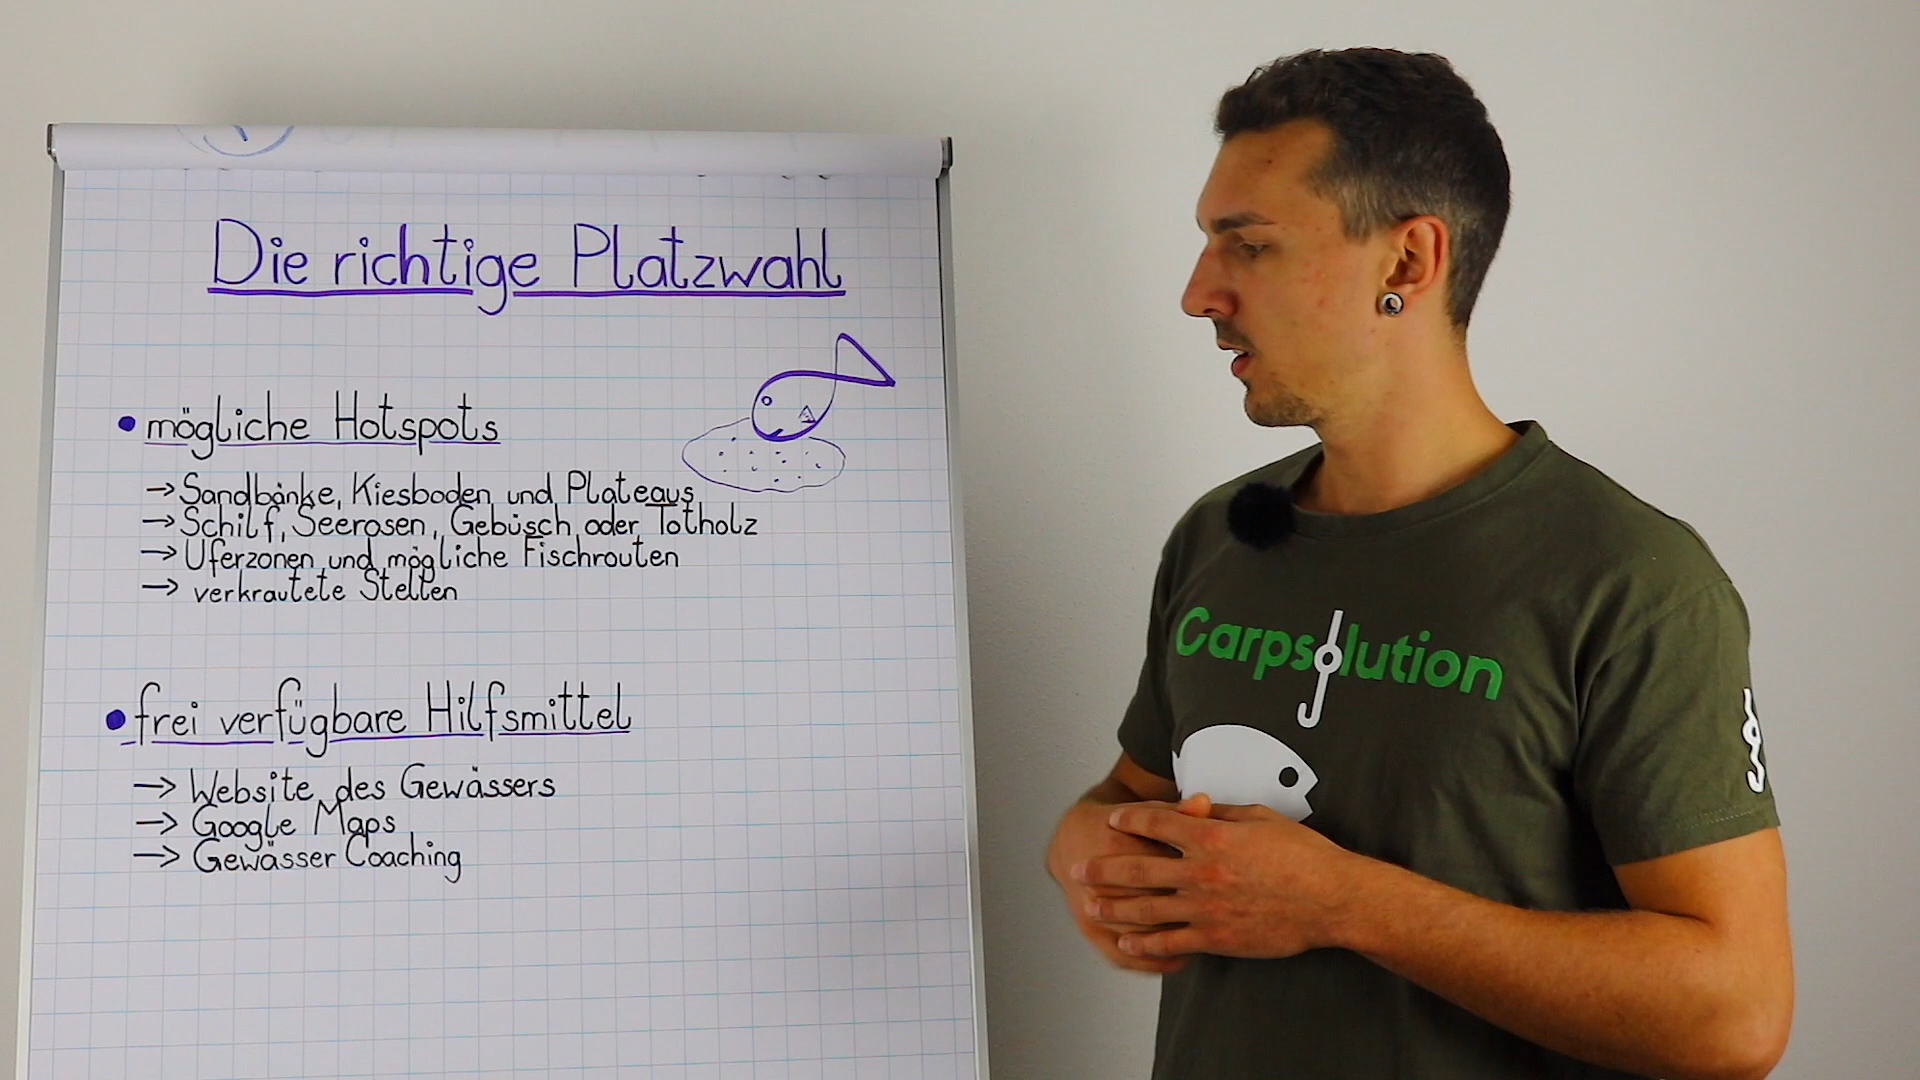 Die richtige Platzwahl
• mögliche Hotspots
→ Sandbänke, Kiesboden und Plateaus
→ Schilf, Seerosen, Gebüsch oder Totholz
→ Uferzonen und mögliche Fischrouten
→ verkrautete Stellen
• frei verfügbare Hilfsmittel
→ Website des Gewässers
→ Google Maps
→ Gewässer Coaching
Carpsolution